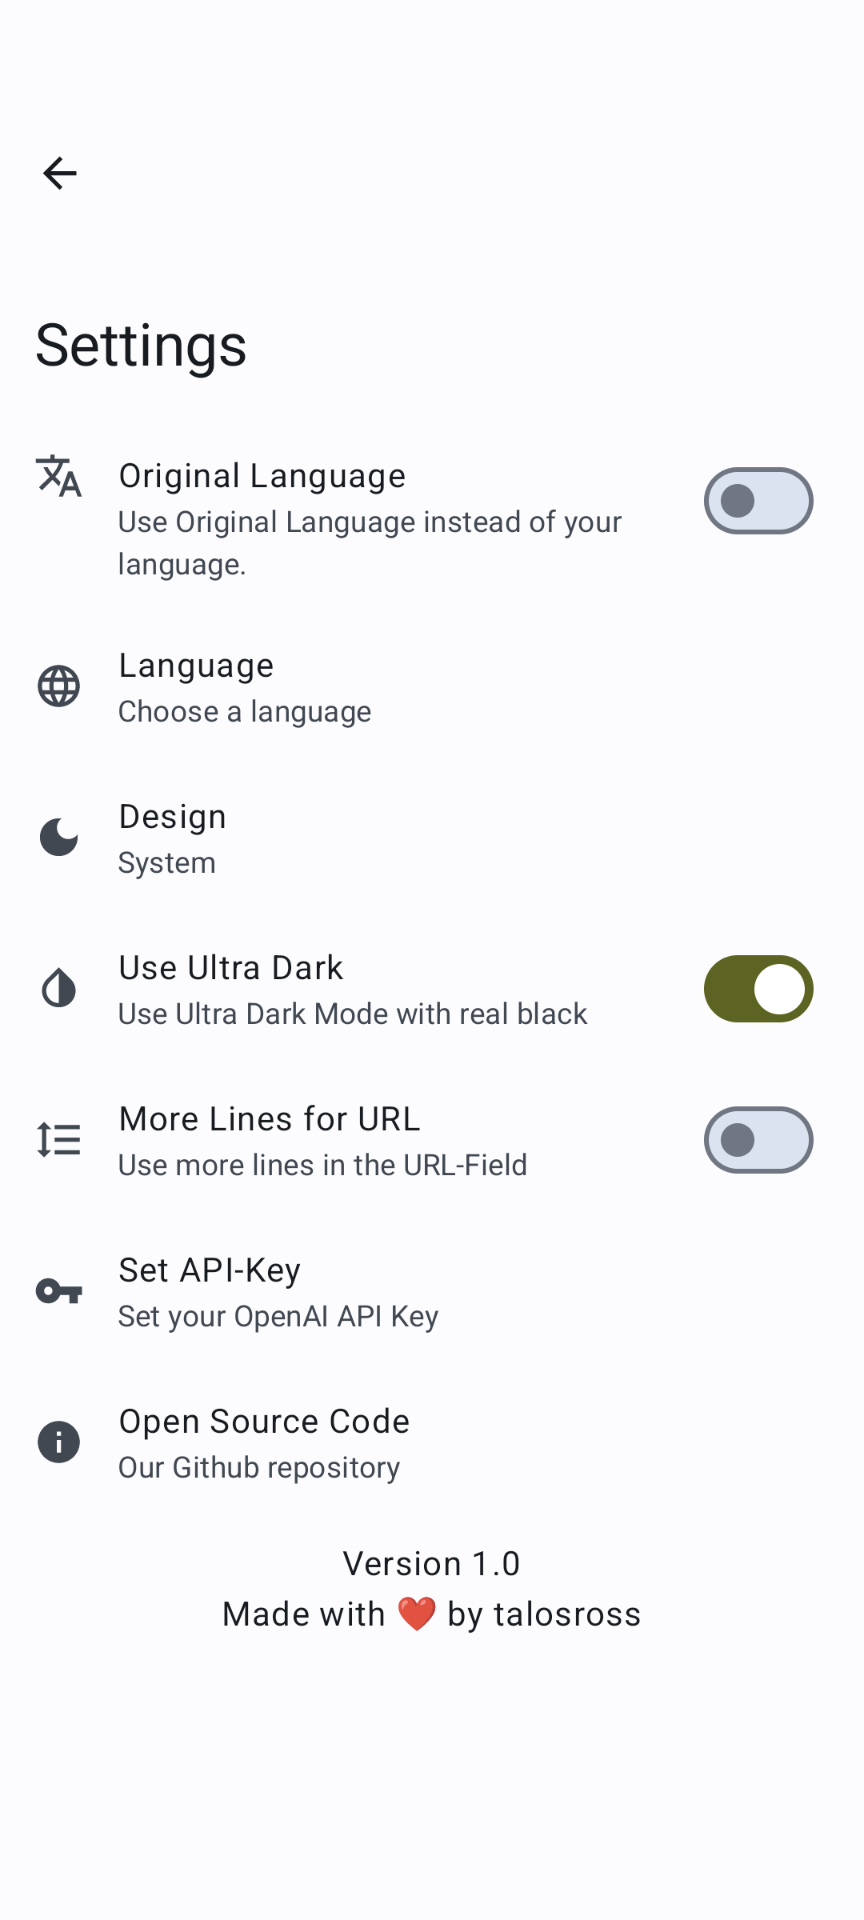 Settings
Original Language
Use Original Language instead of your
language.
Language
Choose a language
Design
System
Use Ultra Dark
Use Ultra Dark Mode with real black
More Lines for URL
Use more lines in the URL-Field
Set API-Key
Set your OpenAI API Key
Open Source Code
Our Github repository
Version 1.0
Made with ❤️ by talosross